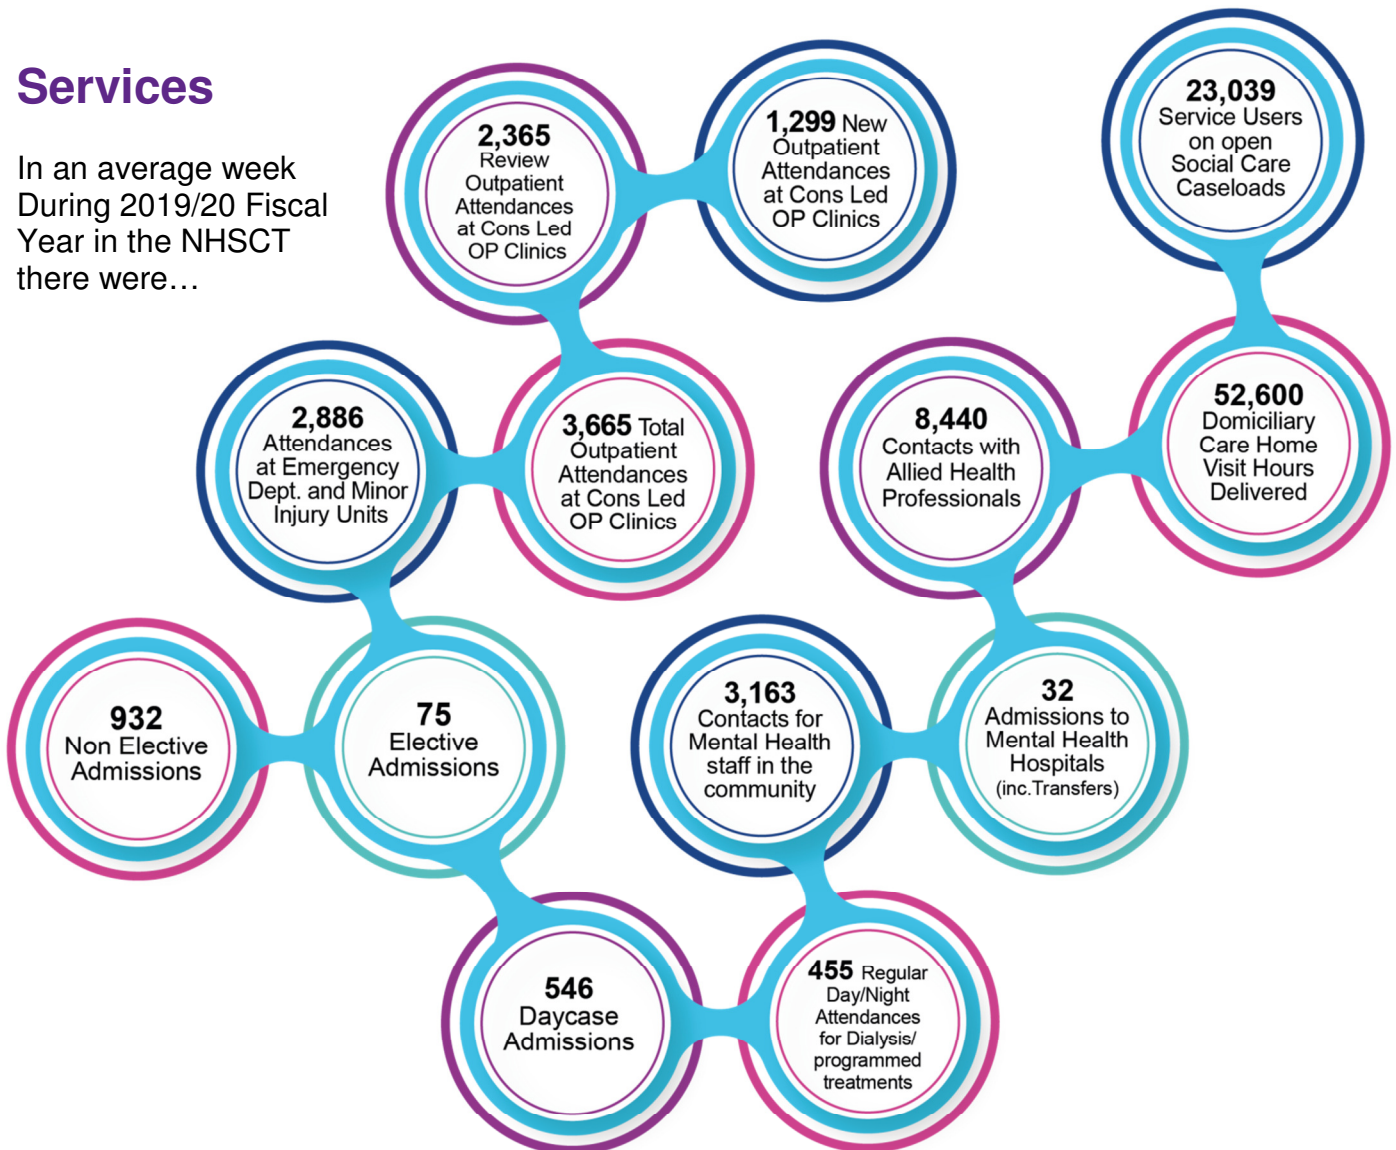 Services
In an average week
During 2019/20 Fiscal
Year in the NHSCT
there were…
2,365
Review
Outpatient
Attendances
at Cons Led
OP Clinics
1,299 New
Outpatient
Attendances
at Cons Led
OP Clinics
23,039
Service Users
on open
Social Care
Caseloads
2,886
Attendances
at Emergency
Dept. and Minor
Injury Units
3,665 Total
Outpatient
Attendances
at Cons Led
OP Clinics
8,440
Contacts with
Allied Health
Professionals
52,600
Domiciliary
Care Home
Visit Hours
Delivered
932
Non Elective
Admissions
75
Elective
Admissions
3,163
Contacts for
Mental Health
staff in the
community
32
Admissions to
Mental Health
Hospitals
(inc.Transfers)
546
Daycase
Admissions
455 Regular
Day/Night
Attendances
for Dialysis/
programmed
treatments